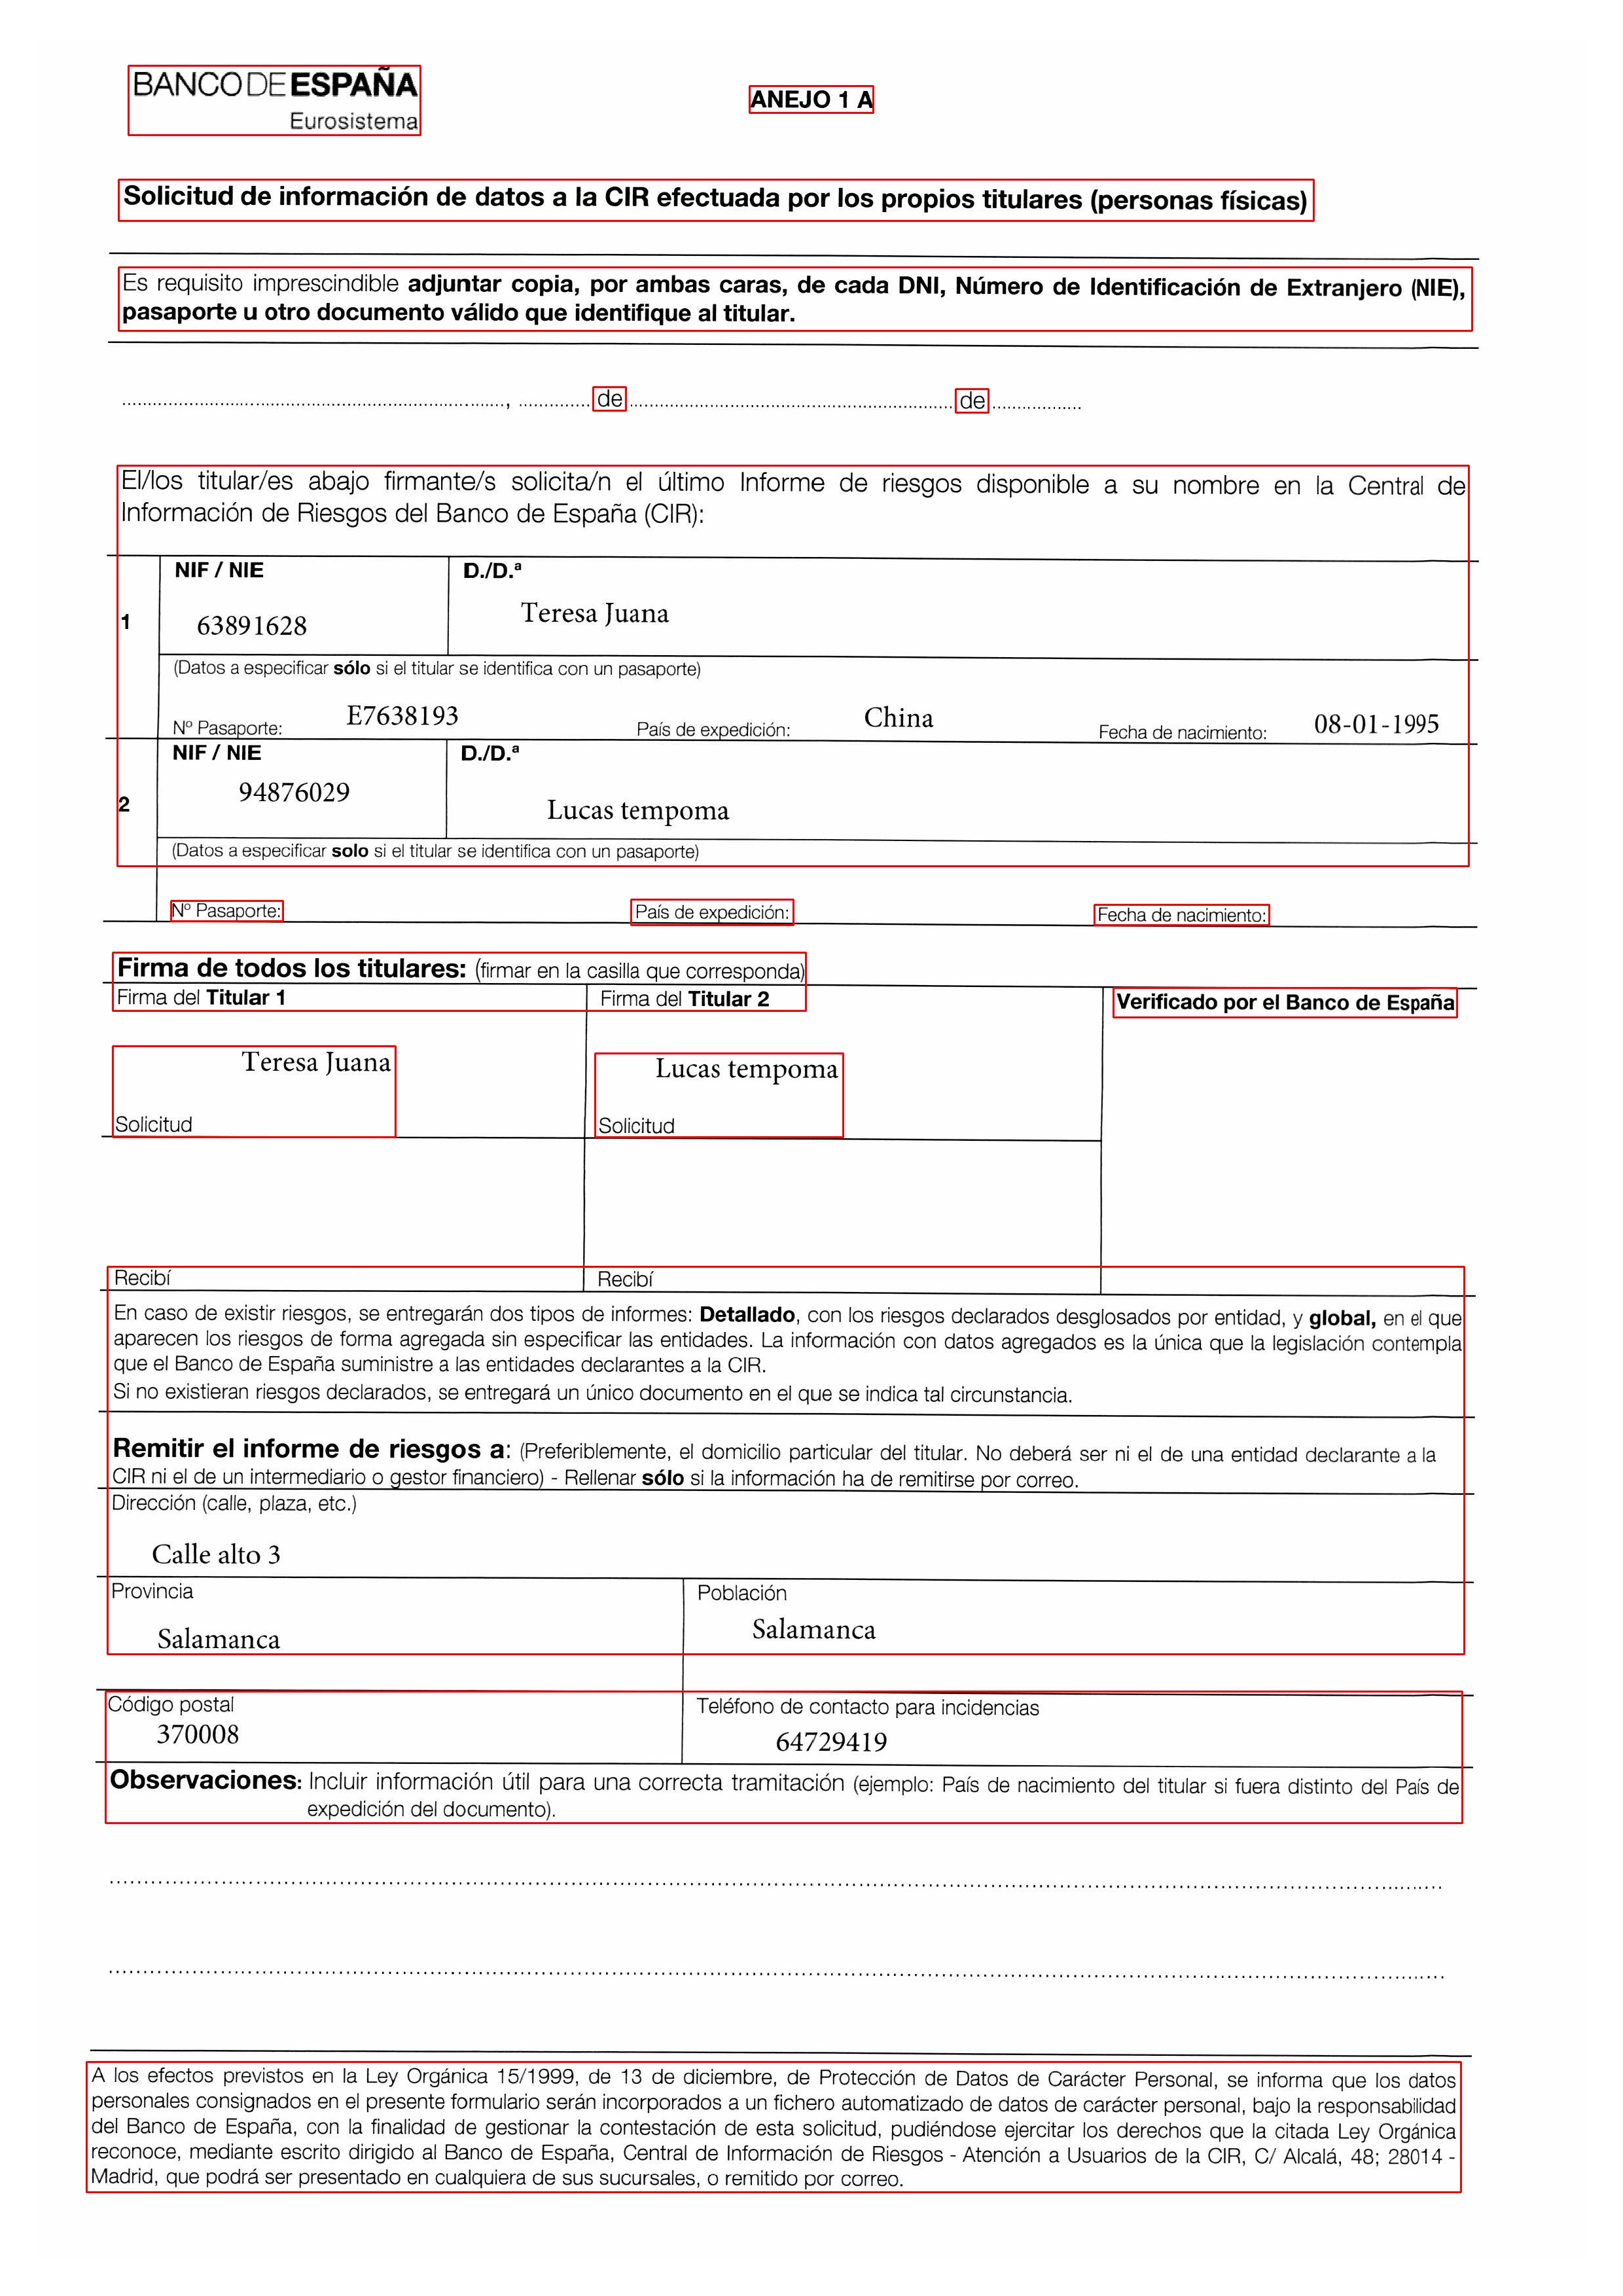 BANCODEESPAÑA
Eurosistema
ANEJO 1 A
Solicitud de información de datos a la CIR efectuada por los propios titulares (personas físicas)
Es requisito imprescindible adjuntar copia, por ambas caras, de cada DNI, Número de Identificación de Extranjero (NIE),
pasaporte u otro documento válido que identifique al titular.
............................................................................, .............. de ................................................................ de ..................
El/los titular/es abajo firmante/s solicita/n el último Informe de riesgos disponible a su nombre en la Central de
Información de Riesgos del Banco de España (CIR):
NIF / NIE D./D.ª
1 63891628 Teresa Juana
(Datos a especificar sólo si el titular se identifica con un pasaporte)
Nº Pasaporte: E7638193 País de expedición: China Fecha de nacimiento: 08-01-1995
NIF / NIE D./D.ª
2 94876029 Lucas tempoma
(Datos a especificar solo si el titular se identifica con un pasaporte)
Nº Pasaporte: País de expedición: Fecha de nacimiento:
Firma de todos los titulares: (firmar en la casilla que corresponda)
Firma del Titular 1 Firma del Titular 2 Verificado por el Banco de España
Teresa Juana Lucas tempoma
Solicitud Solicitud
Recibí Recibí
En caso de existir riesgos, se entregarán dos tipos de informes: Detallado, con los riesgos declarados desglosados por entidad, y global, en el que
aparecen los riesgos de forma agregada sin especificar las entidades. La información con datos agregados es la única que la legislación contempla
que el Banco de España suministre a las entidades declarantes a la CIR.
Si no existieran riesgos declarados, se entregará un único documento en el que se indica tal circunstancia.
Remitir el informe de riesgos a: (Preferiblemente, el domicilio particular del titular. No deberá ser ni el de una entidad declarante a la
CIR ni el de un intermediario o gestor financiero) - Rellenar sólo si la información ha de remitirse por correo.
Dirección (calle, plaza, etc.)
Calle alto 3
Provincia Población
Salamanca Salamanca
Código postal Teléfono de contacto para incidencias
370008 64729419
Observaciones: Incluir información útil para una correcta tramitación (ejemplo: País de nacimiento del titular si fuera distinto del País de
expedición del documento).
A los efectos previstos en la Ley Orgánica 15/1999, de 13 de diciembre, de Protección de Datos de Carácter Personal, se informa que los datos
personales consignados en el presente formulario serán incorporados a un fichero automatizado de datos de carácter personal, bajo la responsabilidad
del Banco de España, con la finalidad de gestionar la contestación de esta solicitud, pudiéndose ejercitar los derechos que la citada Ley Orgánica
reconoce, mediante escrito dirigido al Banco de España, Central de Información de Riesgos - Atención a Usuarios de la CIR, C/ Alcalá, 48; 28014 -
Madrid, que podrá ser presentado en cualquiera de sus sucursales, o remitido por correo.